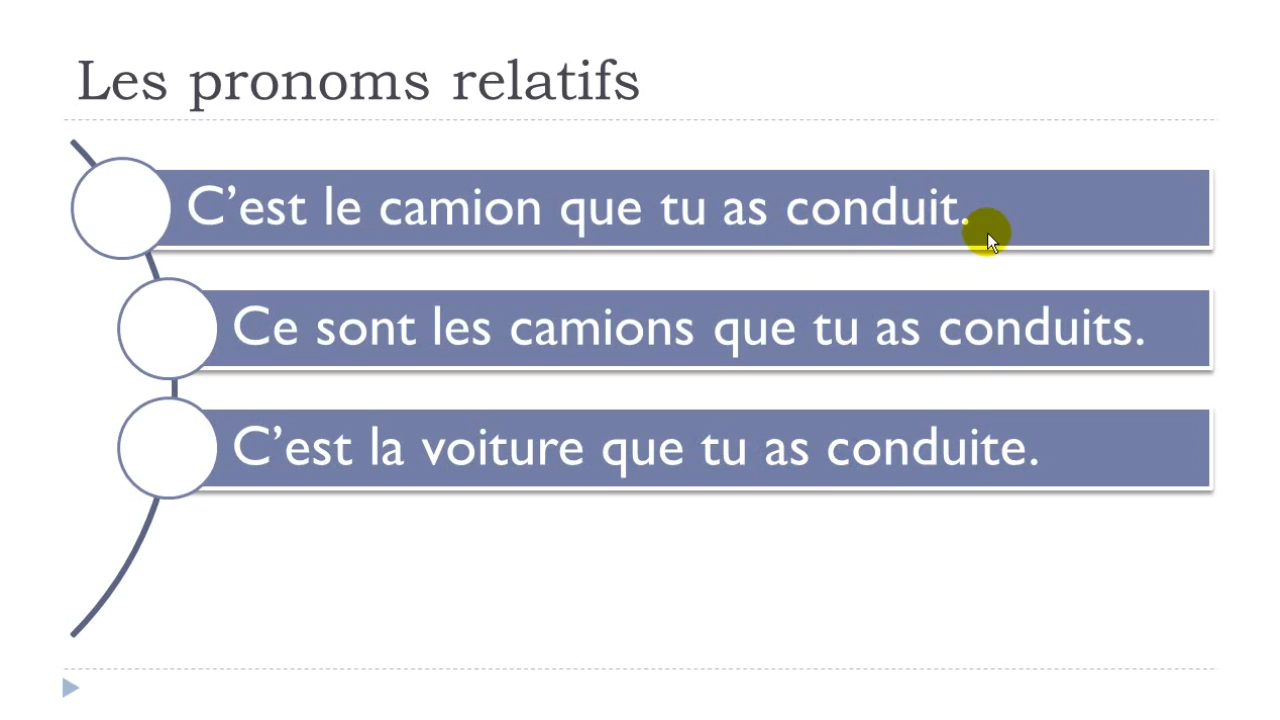 Les pronoms relatifs
C’est le camion que tu as conduit.
Ce sont les camions que tu as conduits.
C’est la voiture que tu as conduite.